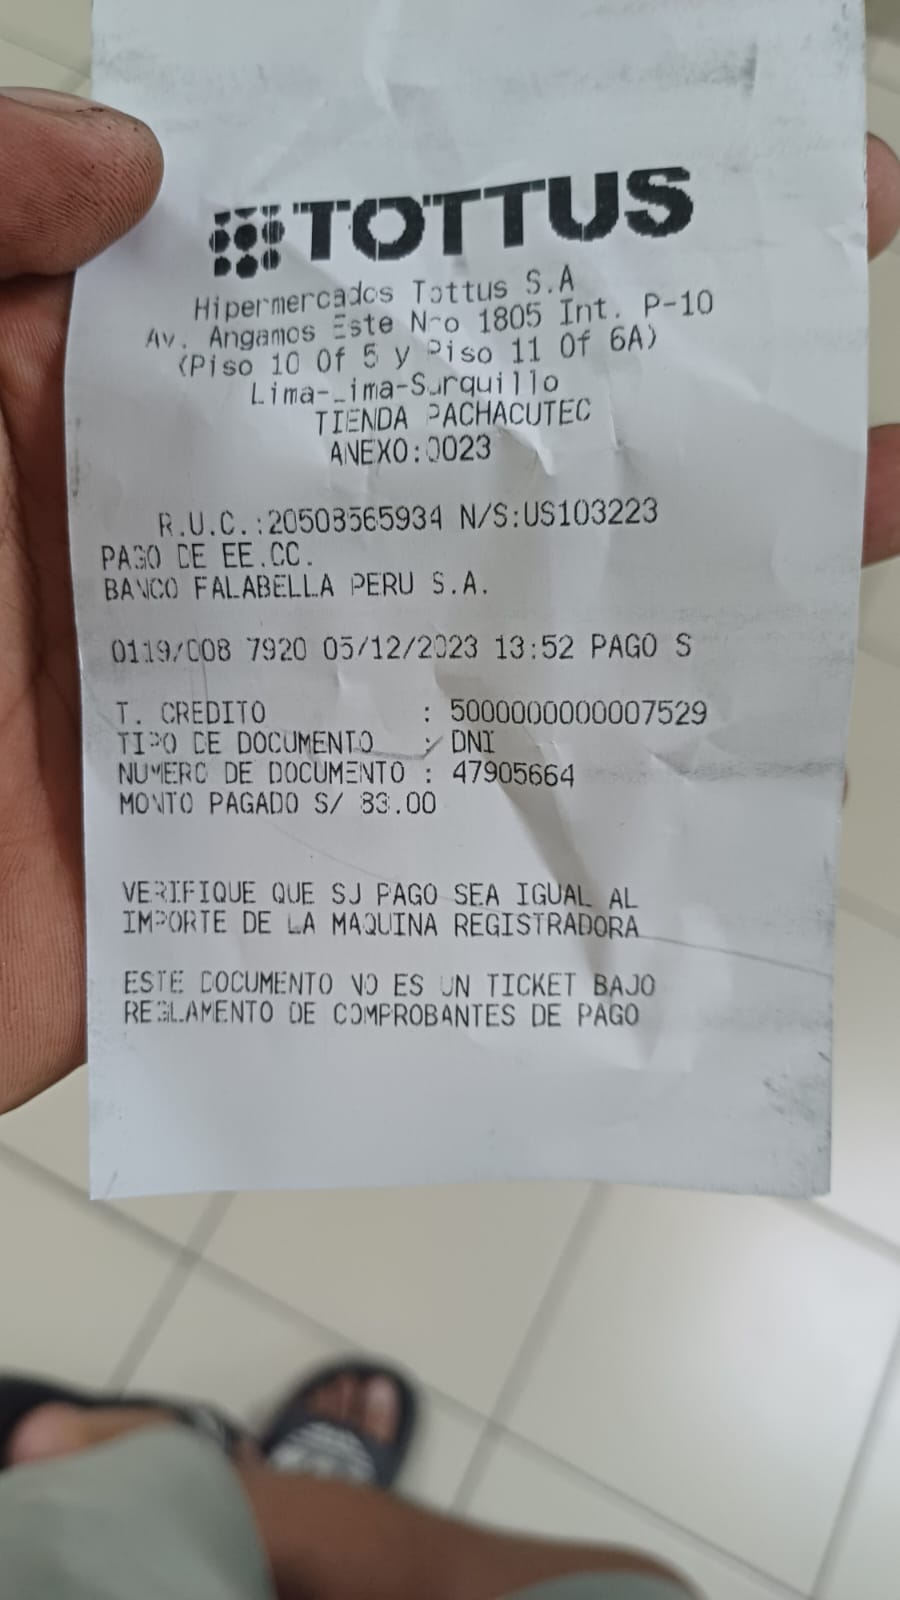 TOTTUS
Hipermercados Tottus S.A
Av. Angamos Este Nro 1805 Int. P-10
(Piso 10 Of 5 y Piso 11 Of 6A)
Lima-Lima-Surquillo
TIENDA PACHACUTEC
ANEXO:0023
R.U.C.:20508565934 N/S:US103223
PAGO DE EE.CC.
BANCO FALABELLA PERU S.A.
0119/008 7920 05/12/2023 13:52 PAGO S
T. CREDITO : 5000000000007529
TIPO DE DOCUMENTO : DNI
NUMERO DE DOCUMENTO : 47905664
MONTO PAGADO S/ 83.00
VERIFIQUE QUE SU PAGO SEA IGUAL AL
IMPORTE DE LA MAQUINA REGISTRADORA
ESTE DOCUMENTO NO ES UN TICKET BAJO
REGLAMENTO DE COMPROBANTES DE PAGO